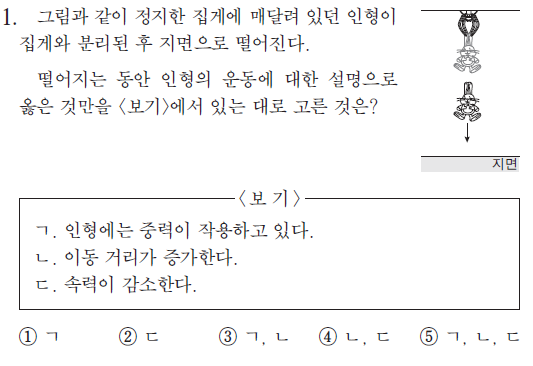 1. 그림과 같이 정지한 집게에 매달려 있던 인형이
집게와 분리된 후 지면으로 떨어진다.
떨어지는 동안 인형의 운동에 대한 설명으로
옳은 것만을 <보기>에서 있는 대로 고른 것은?
지면
<보 기>
ㄱ. 인형에는 중력이 작용하고 있다.
ㄴ. 이동 거리가 증가한다.
ㄷ. 속력이 감소한다.
① ㄱ ② ㄷ ③ ㄱ, ㄴ ④ ㄴ, ㄷ ⑤ ㄱ, ㄴ, ㄷ